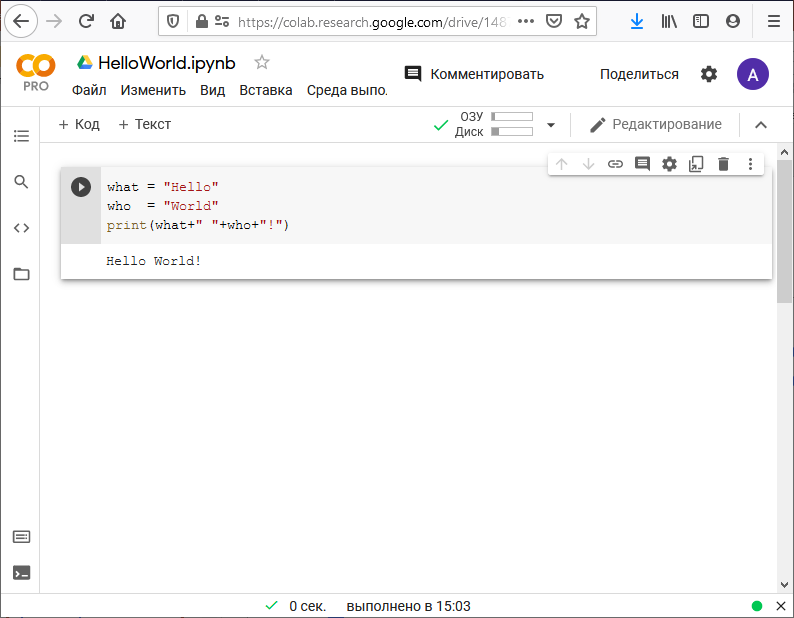 https://colab.research.google.com/drive/148
CO
PRO
HelloWorld.ipynb
Файл Изменить Вид Вставка Среда выпо.
Комментировать
Поделиться
A
+ Код + Текст
ОЗУ
Диск
Редактирование
what = "Hello"
who = "World"
print(what+" "+who+"!")
Hello World!
0 сек. выполнено в 15:03